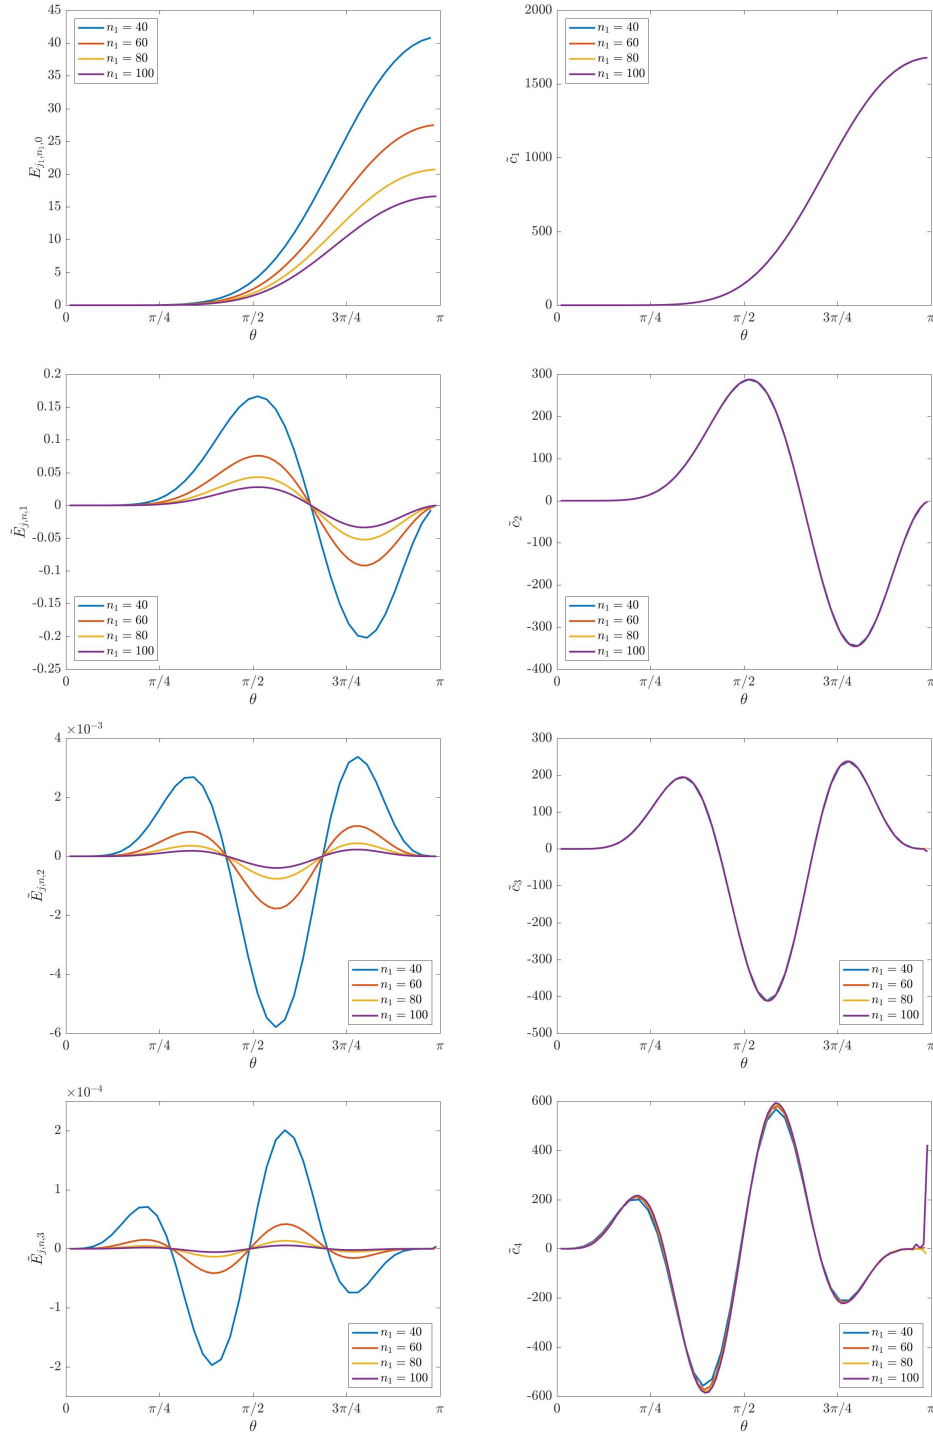 45
40
35
30
25
20
15
10
5
0
E_{j_1,n_1,0}
n_1 = 40
n_1 = 60
n_1 = 80
n_1 = 100
0 π/4 π/2 3π/4 π
θ
2000
1500
1000
500
0
c̃_1
n_1 = 40
n_1 = 60
n_1 = 80
n_1 = 100
0 π/4 π/2 3π/4 π
θ
0.2
0.15
0.1
0.05
0
-0.05
-0.1
-0.15
-0.2
-0.25
Ẽ_{j,n,1}
n_1 = 40
n_1 = 60
n_1 = 80
n_1 = 100
0 π/4 π/2 3π/4 π
θ
300
200
100
0
-100
-200
-300
-400
c̃_2
n_1 = 40
n_1 = 60
n_1 = 80
n_1 = 100
0 π/4 π/2 3π/4 π
θ
×10^{-3}
4
2
0
-2
-4
-6
Ẽ_{j,n,2}
n_1 = 40
n_1 = 60
n_1 = 80
n_1 = 100
0 π/4 π/2 3π/4 π
θ
300
200
100
0
-100
-200
-300
-400
-500
c̃_3
n_1 = 40
n_1 = 60
n_1 = 80
n_1 = 100
0 π/4 π/2 3π/4 π
θ
×10^{-4}
2
1
0
-1
-2
Ẽ_{j,n,3}
n_1 = 40
n_1 = 60
n_1 = 80
n_1 = 100
0 π/4 π/2 3π/4 π
θ
600
400
200
0
-200
-400
-600
c̃_4
n_1 = 40
n_1 = 60
n_1 = 80
n_1 = 100
0 π/4 π/2 3π/4 π
θ